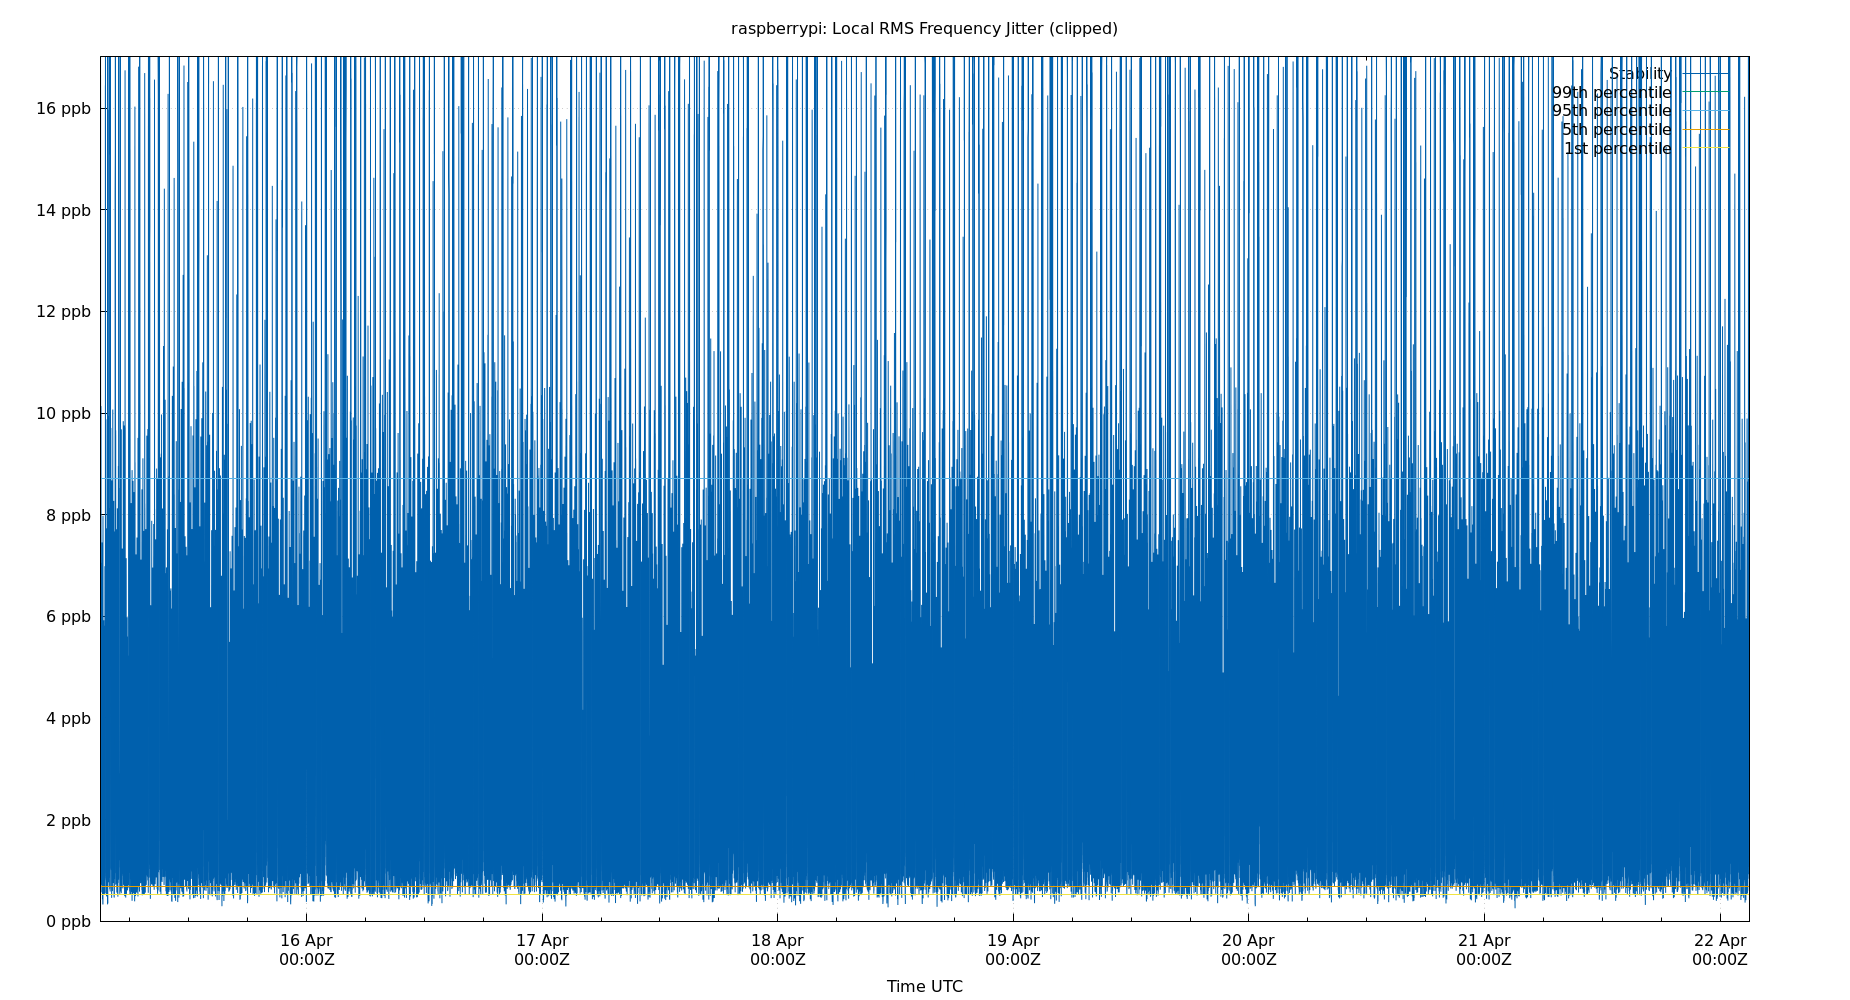 raspberrypi: Local RMS Frequency Jitter (clipped)
Stability
99th percentile
95th percentile
5th percentile
1st percentile
16 ppb
14 ppb
12 ppb
10 ppb
8 ppb
6 ppb
4 ppb
2 ppb
0 ppb
16 Apr 17 Apr 18 Apr 19 Apr 20 Apr 21 Apr 22 Apr
00:00Z 00:00Z 00:00Z 00:00Z 00:00Z 00:00Z 00:00Z
Time UTC